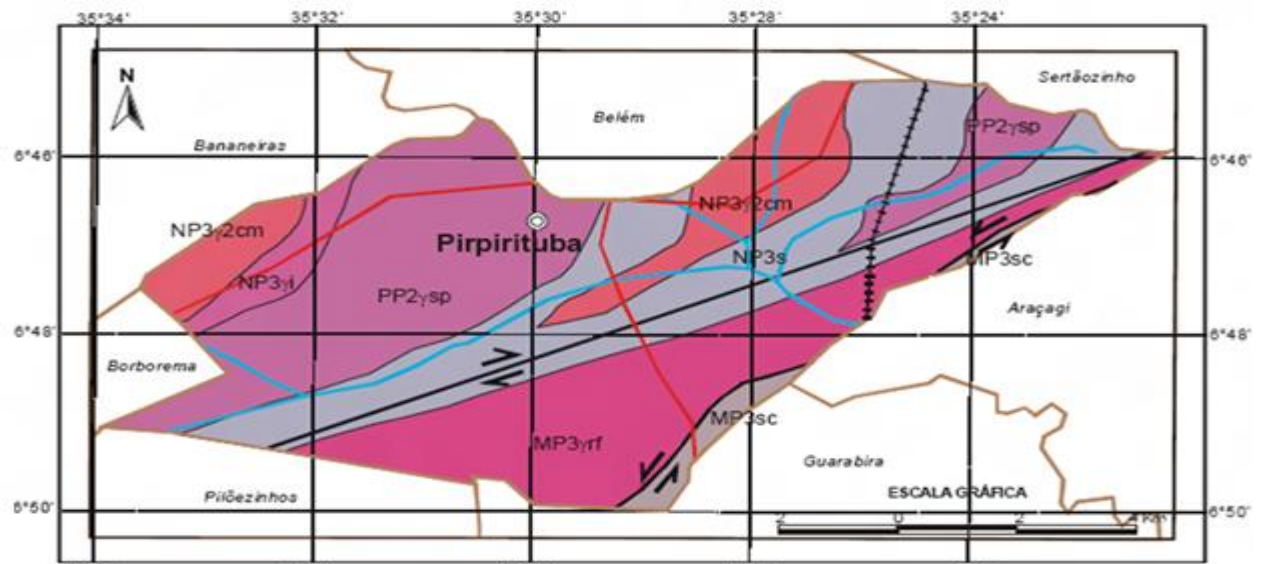 35°34' 35°32' 35°30' 35°28' 35°24'
N
Sertãozinho
Belém
PP2γsp
Bananeiras
6°46' 6°46'
NP3γ2cm
NP3γ2cm
Pirpirituba
NP3s
MP3sc
NP3γi
PP2γsp
Araçagi
6°48' 6°48'
Borborema
MP3sc
MP3γrf
Guarabira
Pilõezinhos
ESCALA GRÁFICA
6°50' 6°50'
2 0 2 4 Km